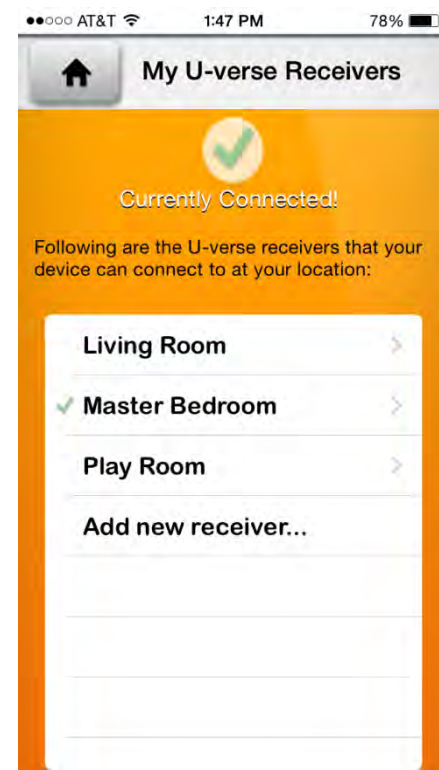 AT&T 1:47 PM 78%
My U-verse Receivers
Currently Connected!
Following are the U-verse receivers that your
device can connect to at your location:
Living Room
Master Bedroom
Play Room
Add new receiver...